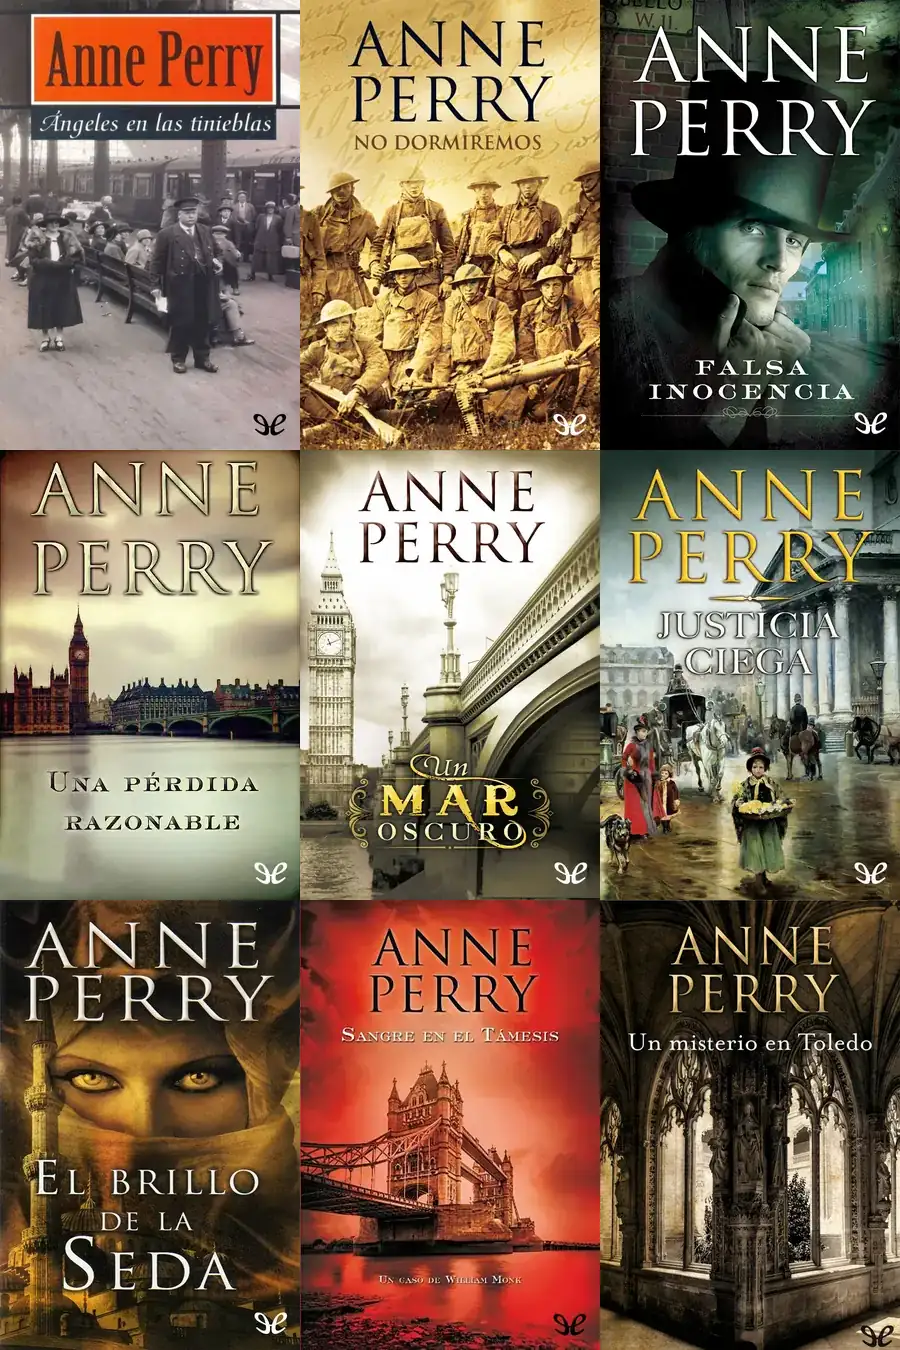 Anne Perry
Ángeles en las tinieblas
ANNE
PERRY
NO DORMIREMOS
D. W. 11
ANNE
PERRY
FALSA
INOCENCIA
ANNE
PERRY
UNA PÉRDIDA
RAZONABLE
ANNE
PERRY
Un
MAR
OSCURO
ANNE
PERRY
JUSTICIA
CIEGA
ANNE
PERRY
EL BRILLO
DE LA
SEDA
ANNE
PERRY
SANGRE EN EL TÁMESIS
UN CASO DE WILLIAM MONK
ANNE
PERRY
Un misterio en Toledo